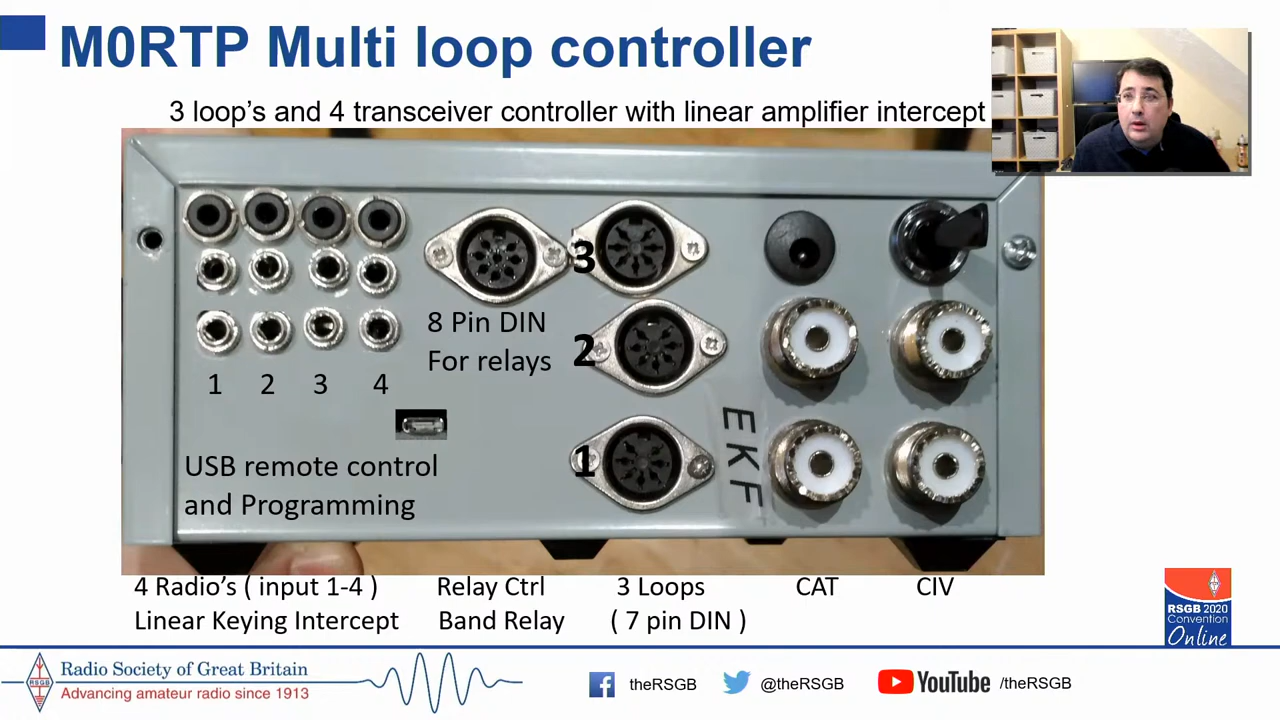 M0RTP Multi loop controller
3 loop's and 4 transceiver controller with linear amplifier intercept
3
8 Pin DIN
For relays
2
1 2 3 4
USB remote control
and Programming
1
EKF
4 Radio's ( input 1-4 )
Linear Keying Intercept
Relay Ctrl
Band Relay
3 Loops
( 7 pin DIN )
CAT
CIV
RSGB 2020
Convention
Online
RSGB
Radio Society of Great Britain
Advancing amateur radio since 1913
theRSGB
@theRSGB
YouTube /theRSGB